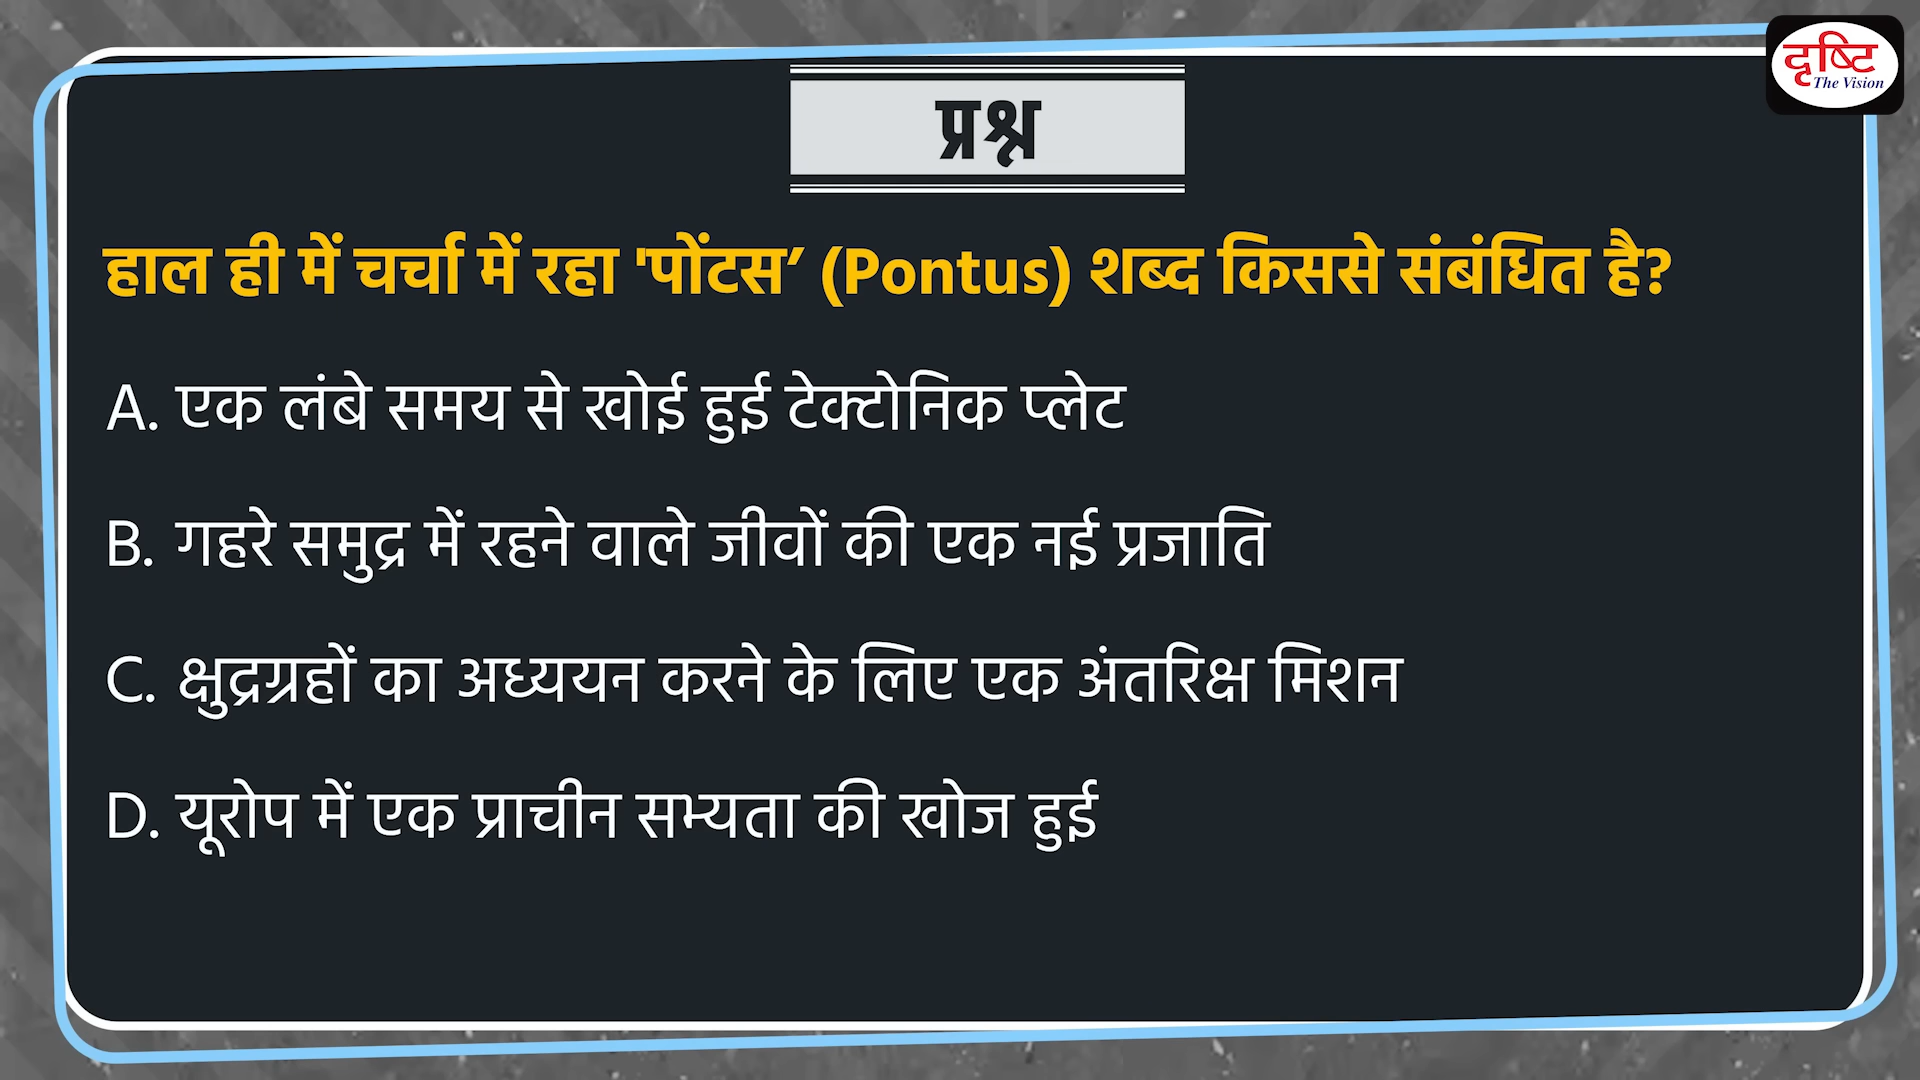 दृष्टि
The Vision
प्रश्न
हाल ही में चर्चा में रहा 'पोंटस’ (Pontus) शब्द किससे संबंधित है?
A. एक लंबे समय से खोई हुई टेक्टोनिक प्लेट
B. गहरे समुद्र में रहने वाले जीवों की एक नई प्रजाति
C. क्षुद्रग्रहों का अध्ययन करने के लिए एक अंतरिक्ष मिशन
D. यूरोप में एक प्राचीन सभ्यता की खोज हुई